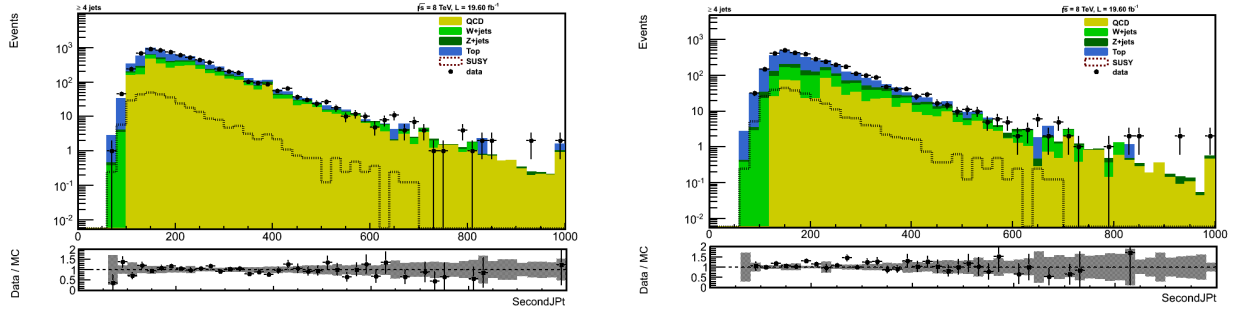 ≥ 4 jets
√s = 8 TeV, L = 19.60 fb⁻¹
Events
QCD
W+jets
Z+jets
Top
SUSY
data
10³
10²
10
1
10⁻¹
10⁻²
0 200 400 600 800 1000
Data / MC
2
1.5
1
0.5
0
SecondJPt
≥ 4 jets
√s = 8 TeV, L = 19.60 fb⁻¹
Events
QCD
W+jets
Z+jets
Top
SUSY
data
10³
10²
10
1
10⁻¹
10⁻²
0 200 400 600 800 1000
Data / MC
2
1.5
1
0.5
0
SecondJPt